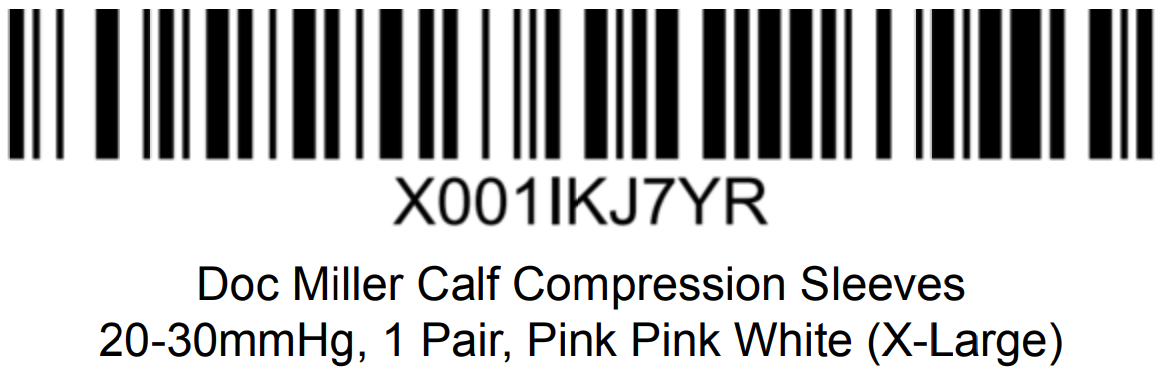 X001IKJ7YR
Doc Miller Calf Compression Sleeves
20-30mmHg, 1 Pair, Pink Pink White (X-Large)